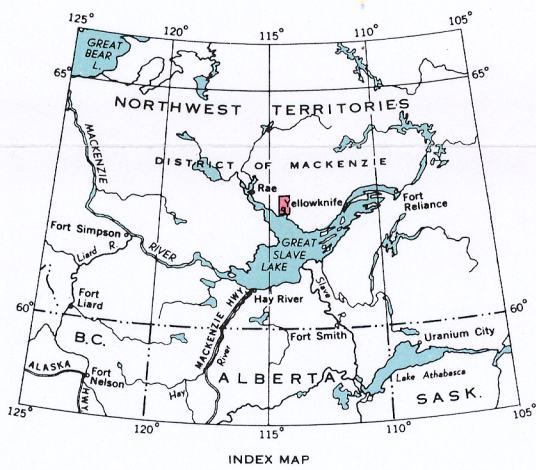 125° 120° 115° 110° 105°
GREAT
BEAR
L.
65° 65°
NORTHWEST TERRITORIES
MACKENZIE
DISTRICT OF MACKENZIE
Rae
Yellowknife
Fort
Reliance
Fort Simpson
RIVER
GREAT
SLAVE
LAKE
Liard R.
Fort
Liard
Hay River
Slave
60° 60°
MACKENZIE HWY.
River
Fort Smith
Uranium City
B.C.
ALASKA
HWY
Fort
Nelson
Hay
ALBERTA
Lake Athabasca
SASK.
125° 120° 115° 110° 105°
INDEX MAP